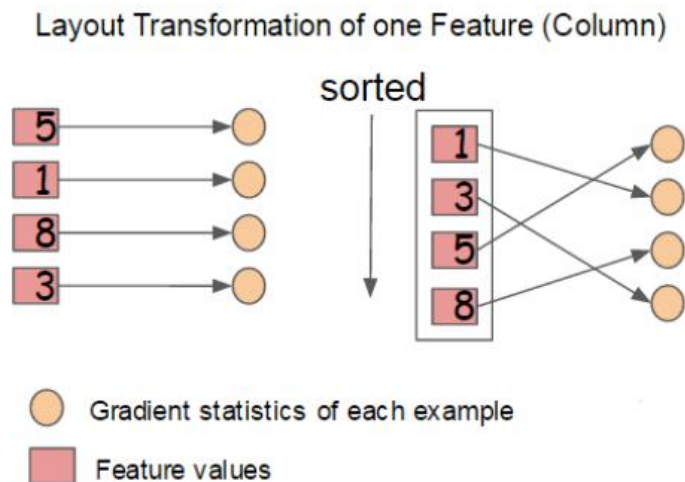 Layout Transformation of one Feature (Column)
sorted
5
1
8
3
1
3
5
8
Gradient statistics of each example
Feature values